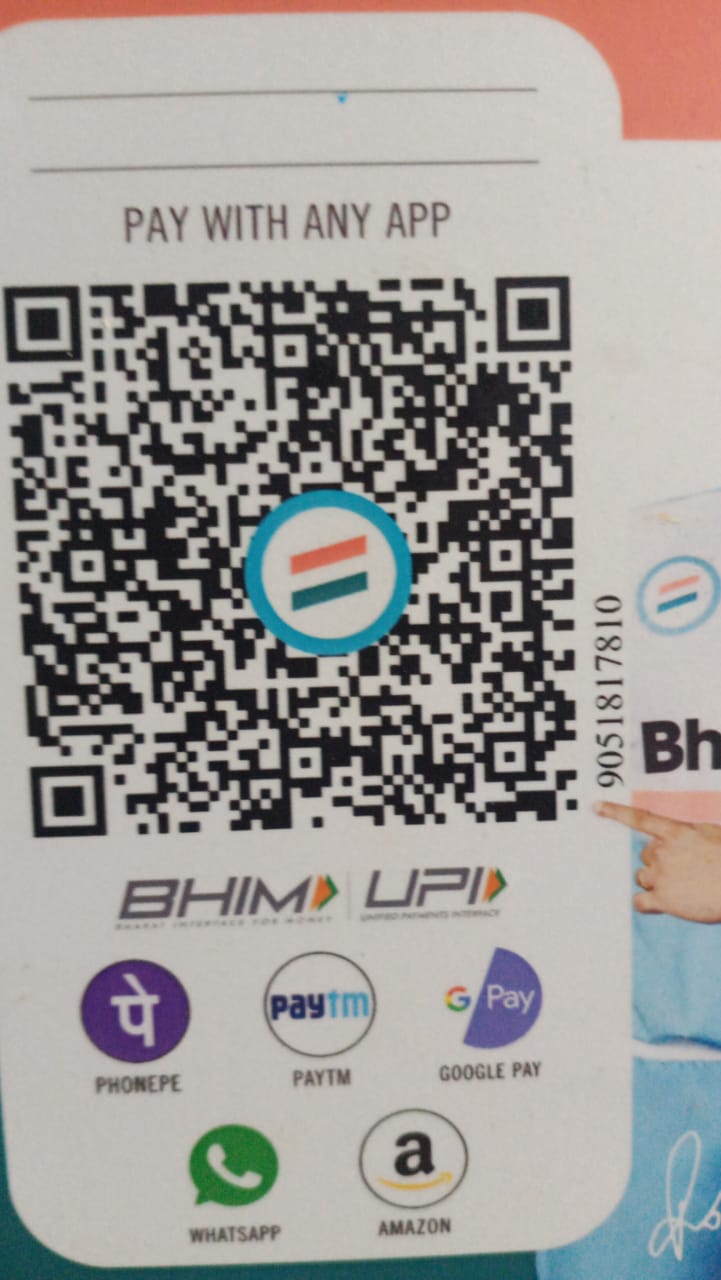 PAY WITH ANY APP
9051817810
Bh
BHIM UPI
BHARAT INTERFACE FOR MONEY UNIFIED PAYMENTS INTERFACE
पे
paytm
G Pay
PHONEPE
PAYTM
GOOGLE PAY
a
WHATSAPP
AMAZON